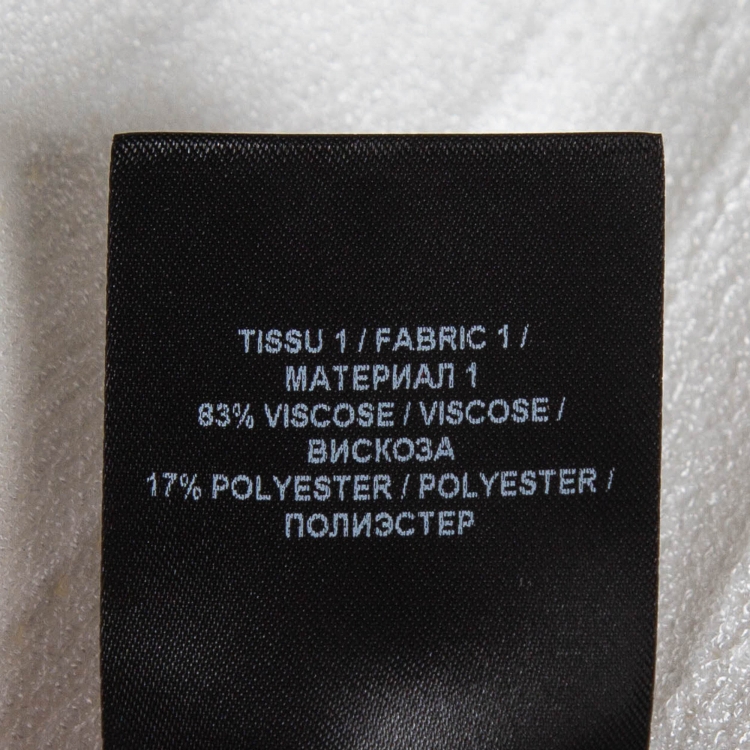 TISSU 1 / FABRIC 1 /
МАТЕРИАЛ 1
83% VISCOSE / VISCOSE /
ВИСКОЗА
17% POLYESTER / POLYESTER /
ПОЛИЭСТЕР